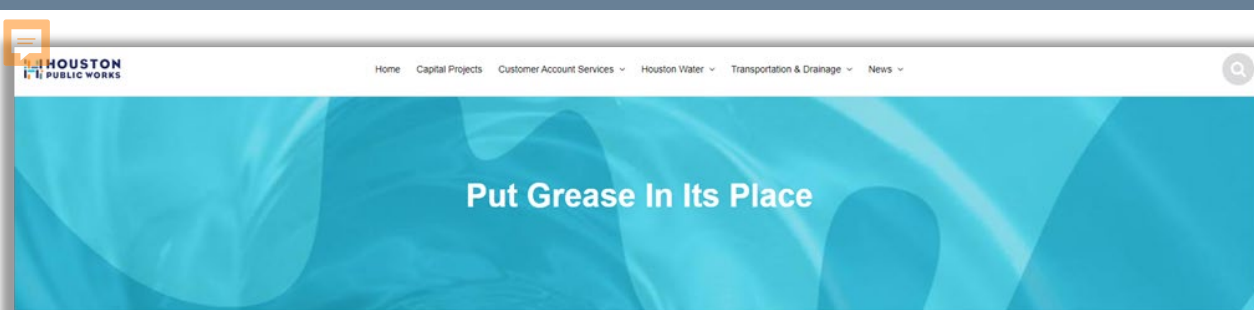 HOUSTON
PUBLIC WORKS
Home Capital Projects Customer Account Services Houston Water Transportation & Drainage News
Put Grease In Its Place